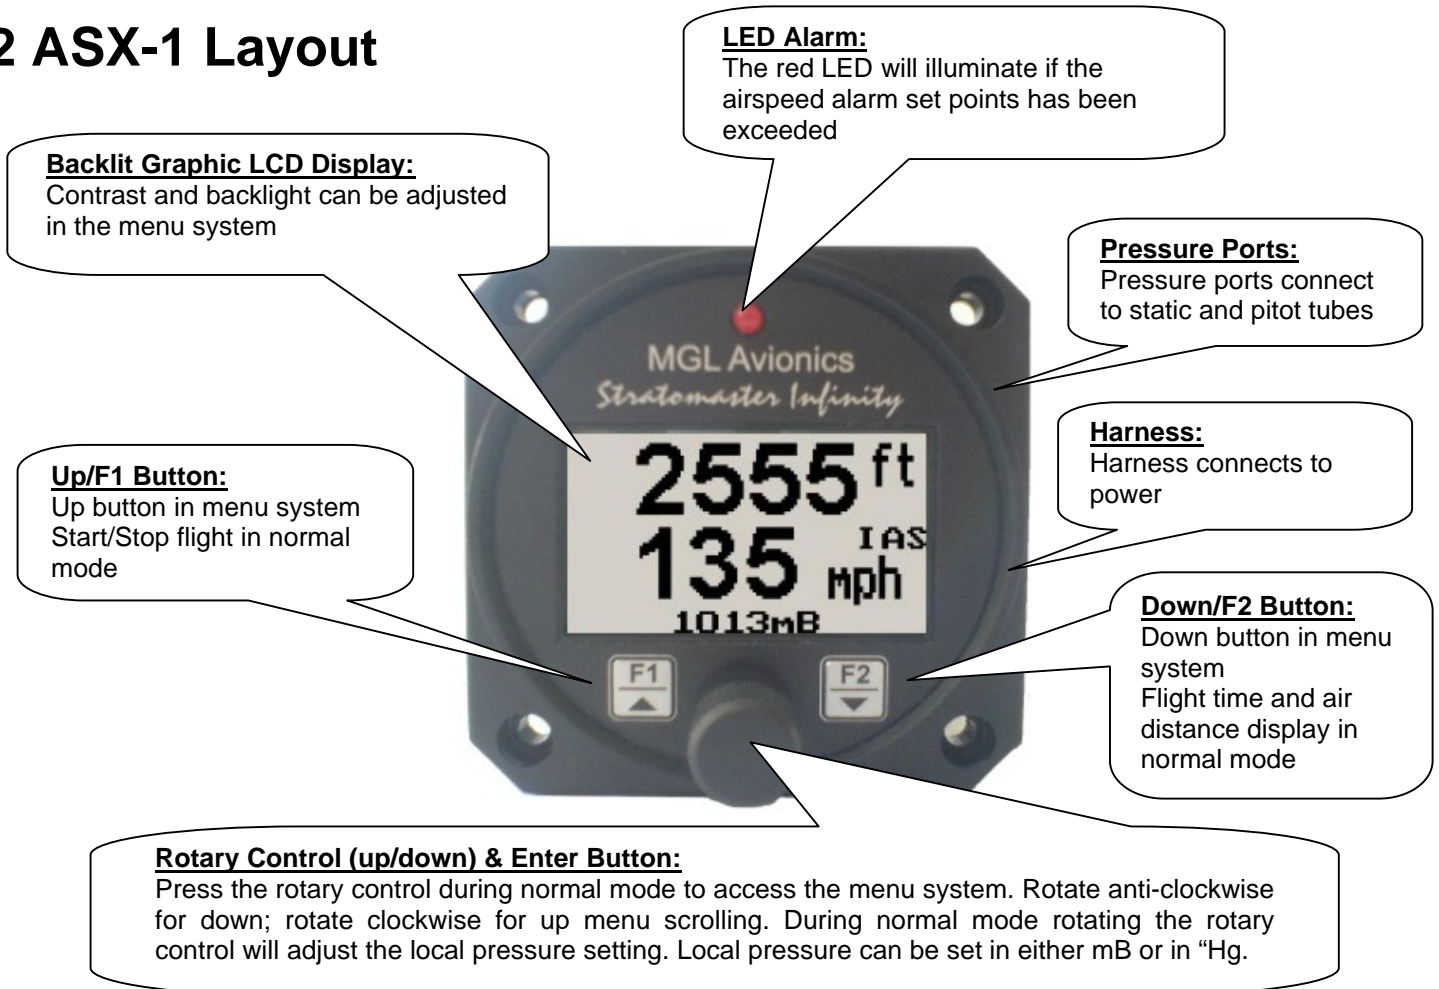 2 ASX-1 Layout
LED Alarm:
The red LED will illuminate if the
airspeed alarm set points has been
exceeded
Backlit Graphic LCD Display:
Contrast and backlight can be adjusted
in the menu system
Pressure Ports:
Pressure ports connect
to static and pitot tubes
MGL Avionics
Stratomaster Infinity
Harness:
Harness connects to
power
Up/F1 Button:
Up button in menu system
Start/Stop flight in normal
mode
2555 ft
135 IAS mph
1013mB
F1
F2
Down/F2 Button:
Down button in menu
system
Flight time and air
distance display in
normal mode
Rotary Control (up/down) & Enter Button:
Press the rotary control during normal mode to access the menu system. Rotate anti-clockwise
for down; rotate clockwise for up menu scrolling. During normal mode rotating the rotary
control will adjust the local pressure setting. Local pressure can be set in either mB or in “Hg.